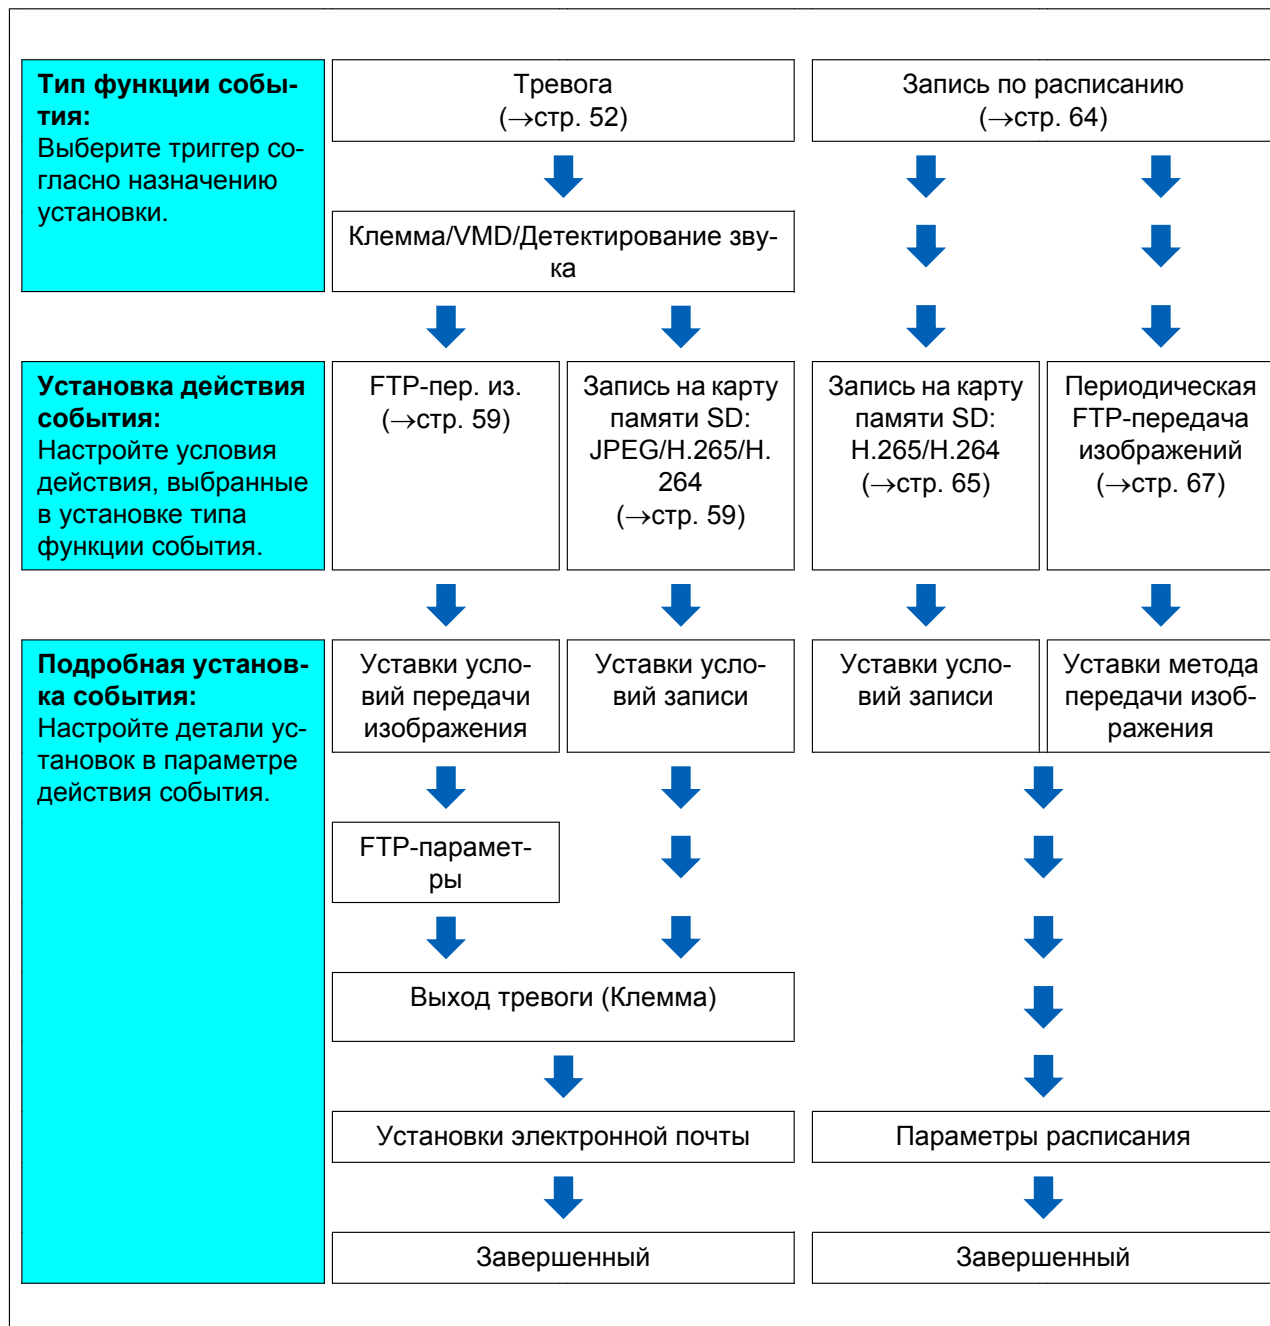 Тип функции собы-
тия:
Выберите триггер со-
гласно назначению
установки.
Тревога
(→стр. 52)
Запись по расписанию
(→стр. 64)
Клемма/VMD/Детектирование зву-
ка
Установка действия
события:
Настройте условия
действия, выбранные
в установке типа
функции события.
FTP-пер. из.
(→стр. 59)
Запись на карту
памяти SD:
JPEG/H.265/H.
264
(→стр. 59)
Запись на карту
памяти SD:
H.265/H.264
(→стр. 65)
Периодическая
FTP-передача
изображений
(→стр. 67)
Подробная установ-
ка события:
Настройте детали ус-
тановок в параметре
действия события.
Уставки усло-
вий передачи
изображения
Уставки усло-
вий записи
Уставки усло-
вий записи
Уставки метода
передачи изоб-
ражения
FTP-парамет-
ры
Выход тревоги (Клемма)
Установки электронной почты
Параметры расписания
Завершенный
Завершенный